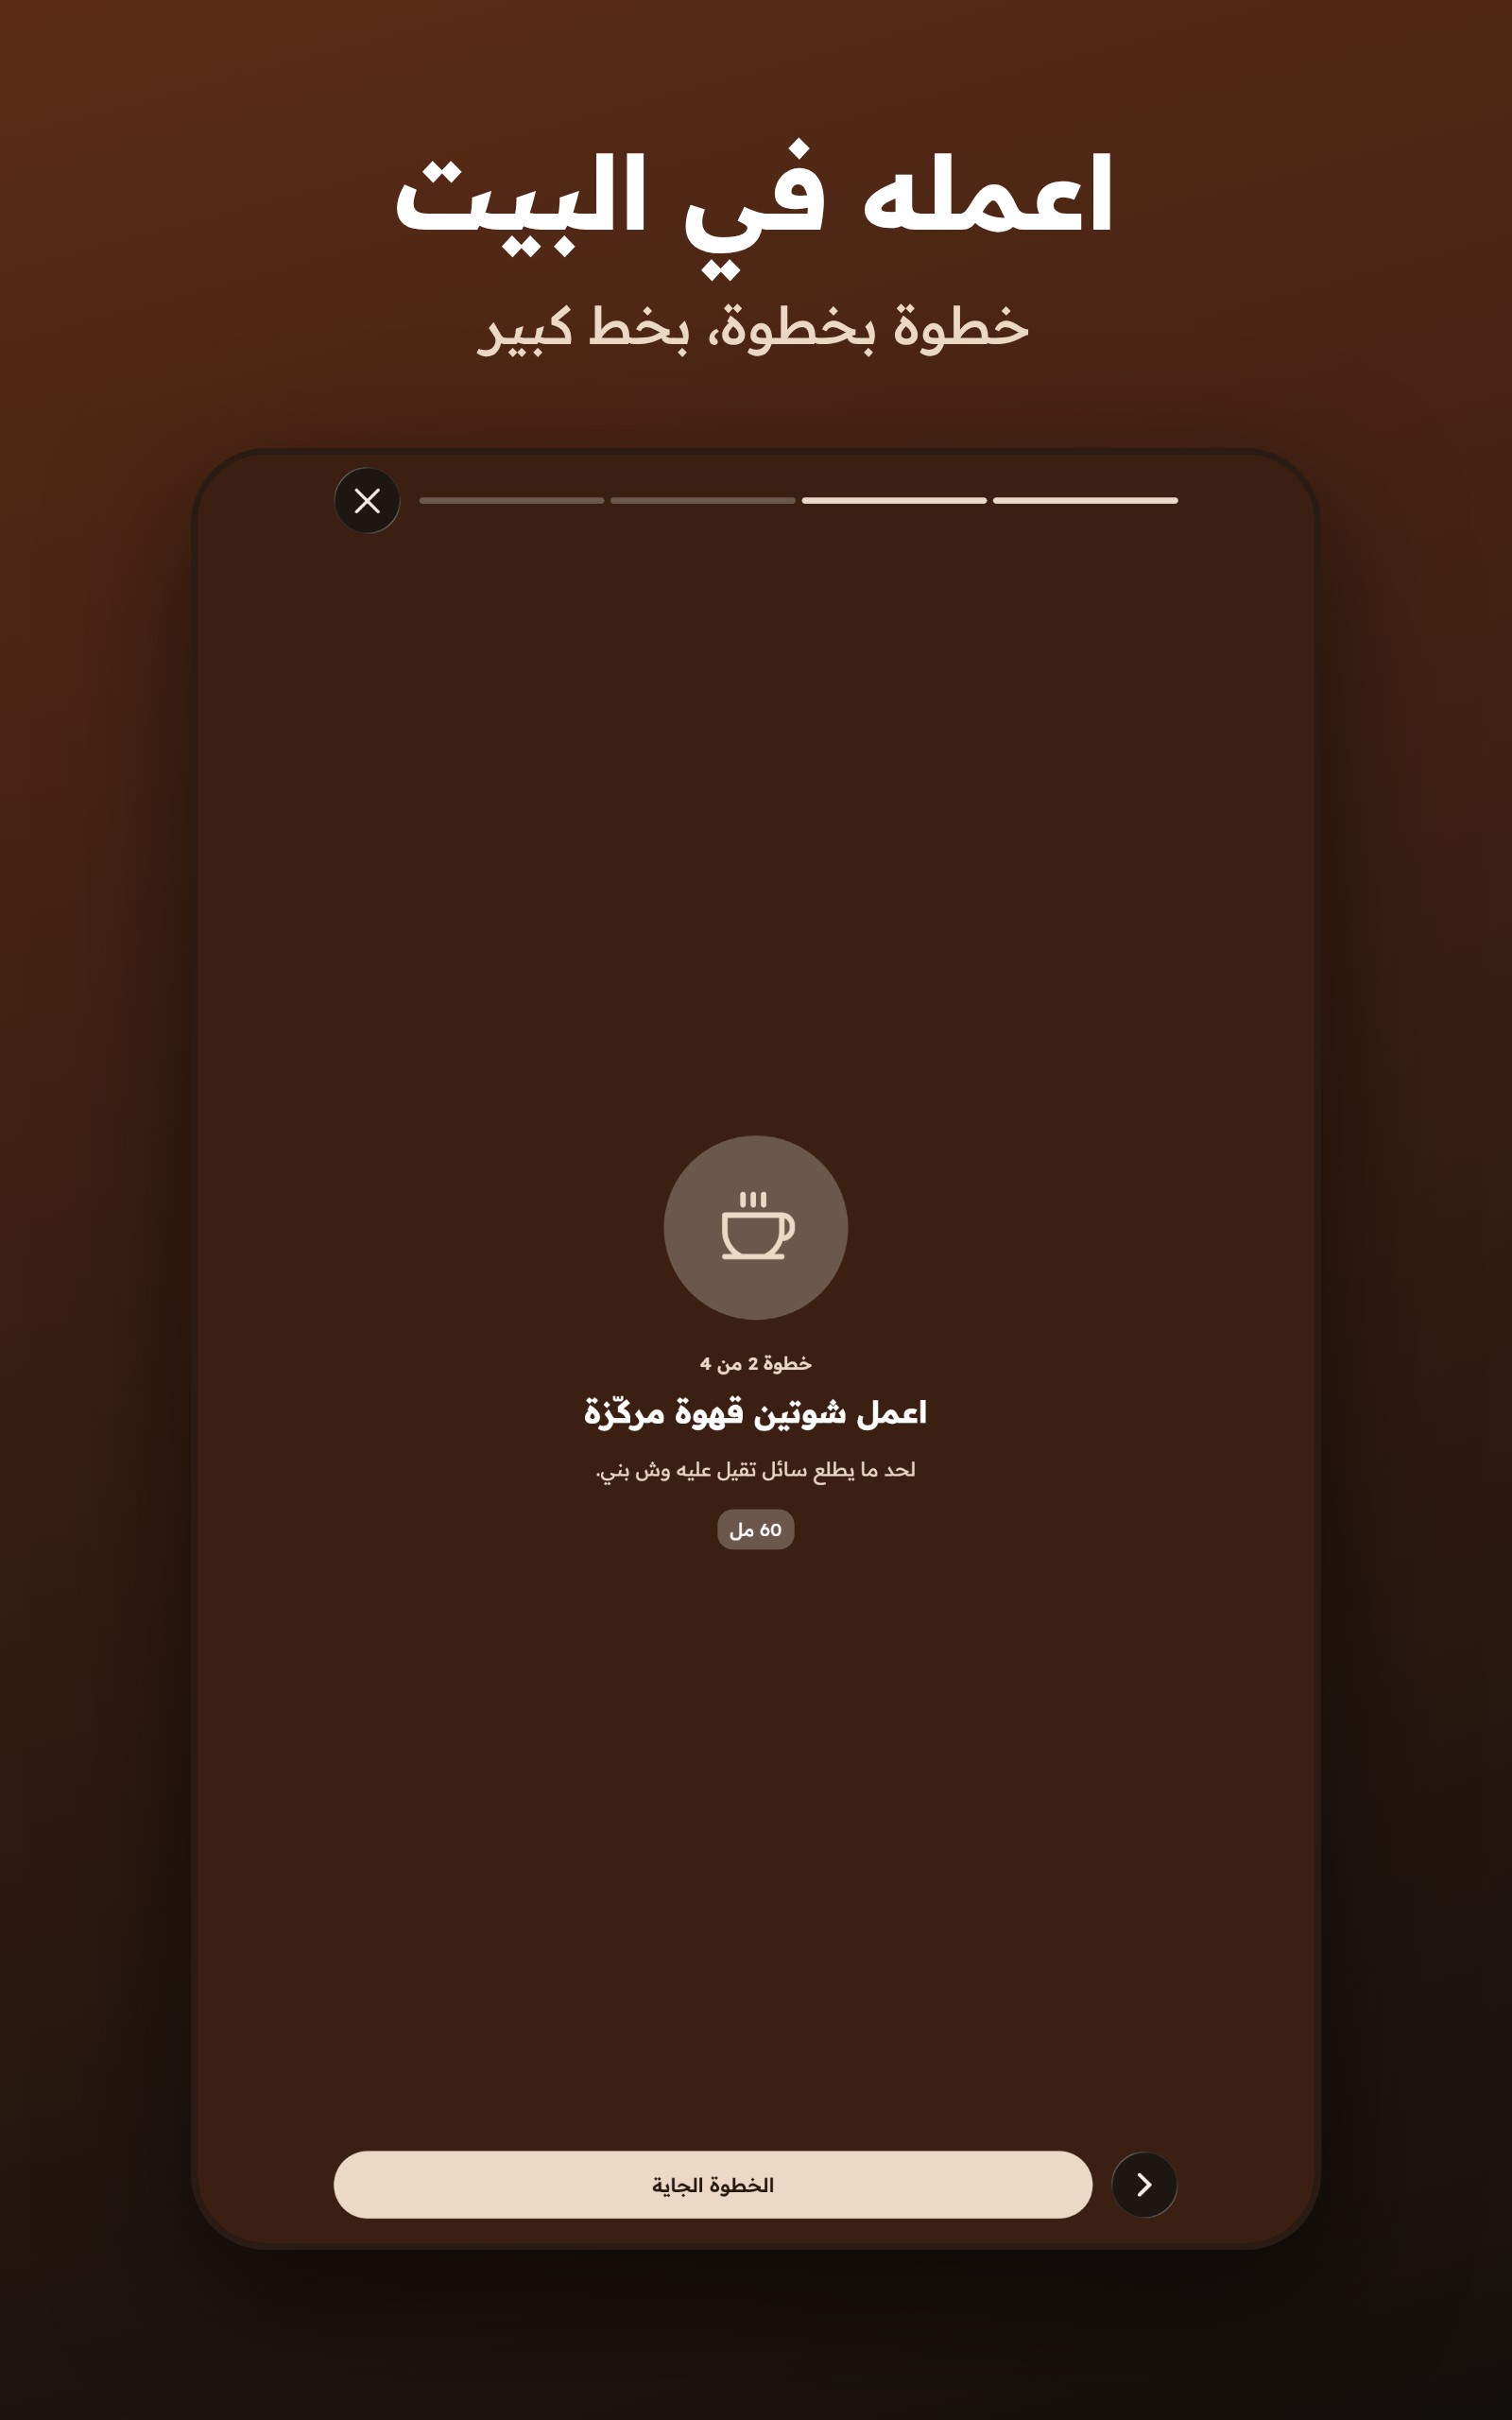 اعمله في البيت
خطوة بخطوة، بخط كبير
خطوة 2 من 4
اعمل شوتين قهوة مركّزة
لحد ما يطلع سائل تقيل عليه وش بني.
60 مل
الخطوة الجاية